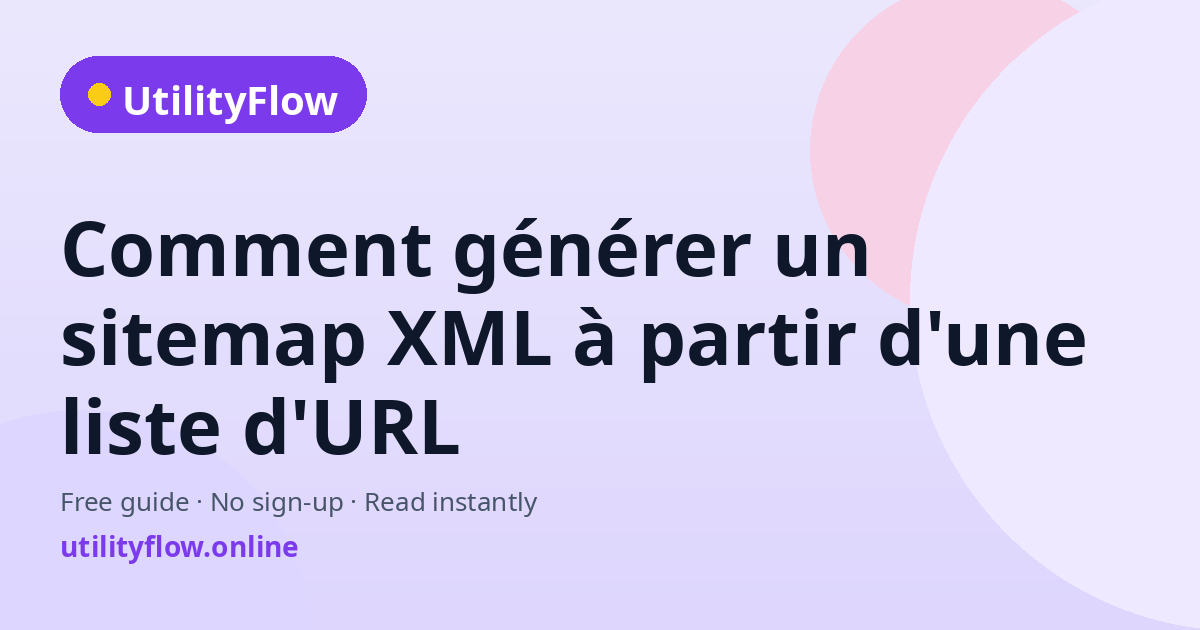 UtilityFlow
Comment générer un
sitemap XML à partir d'une
liste d'URL
Free guide · No sign-up · Read instantly
utilityflow.online